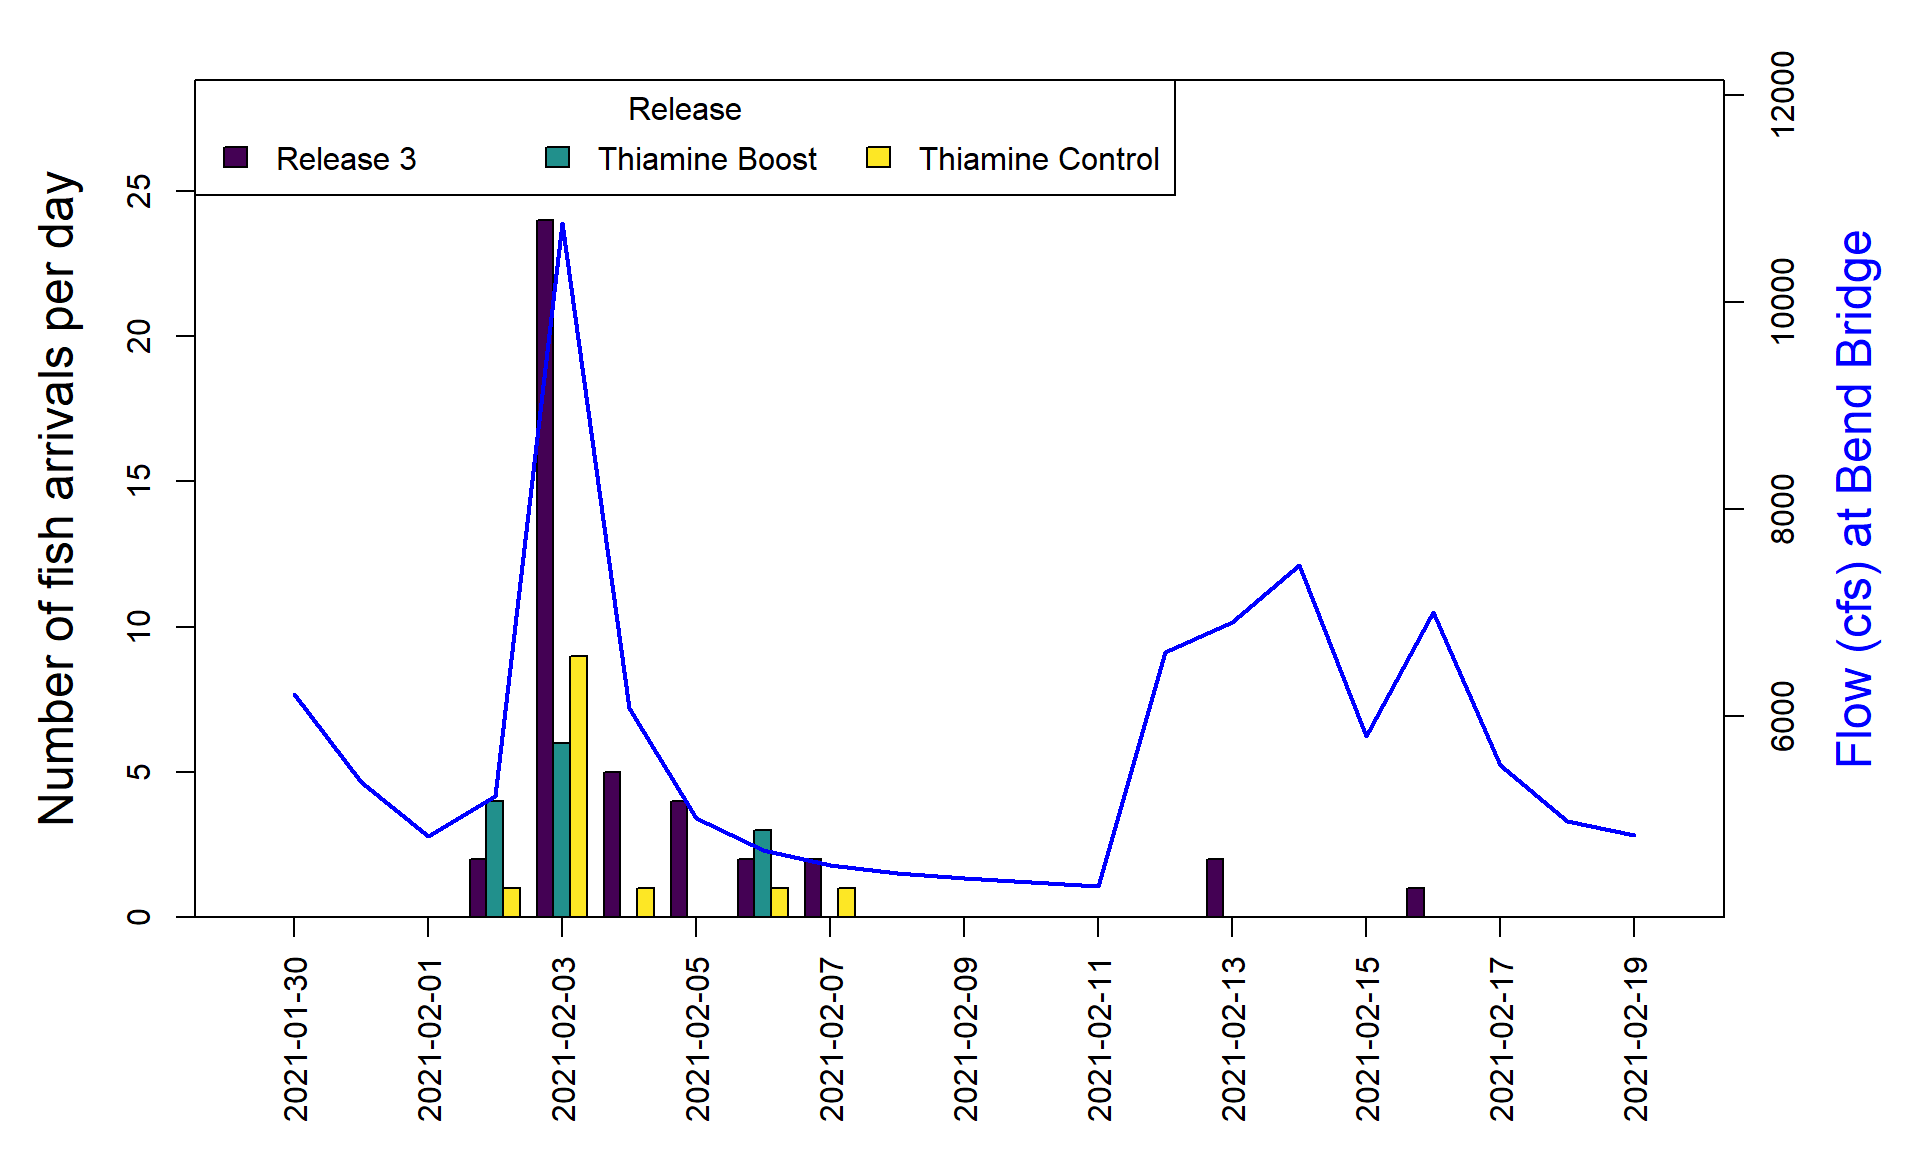 Release
Release 3 Thiamine Boost Thiamine Control
Number of fish arrivals per day
0 5 10 15 20 25
2021-01-30 2021-02-01 2021-02-03 2021-02-05 2021-02-07 2021-02-09 2021-02-11 2021-02-13 2021-02-15 2021-02-17 2021-02-19
6000 8000 10000 12000
Flow (cfs) at Bend Bridge